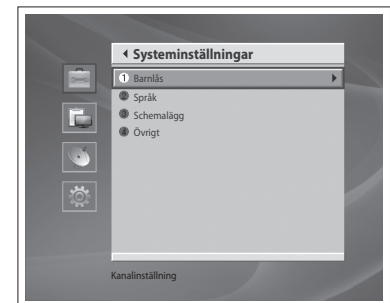 Systeminställningar
1 Barnlås
2 Språk
3 Schemalägg
4 Övrigt
Kanalinställning